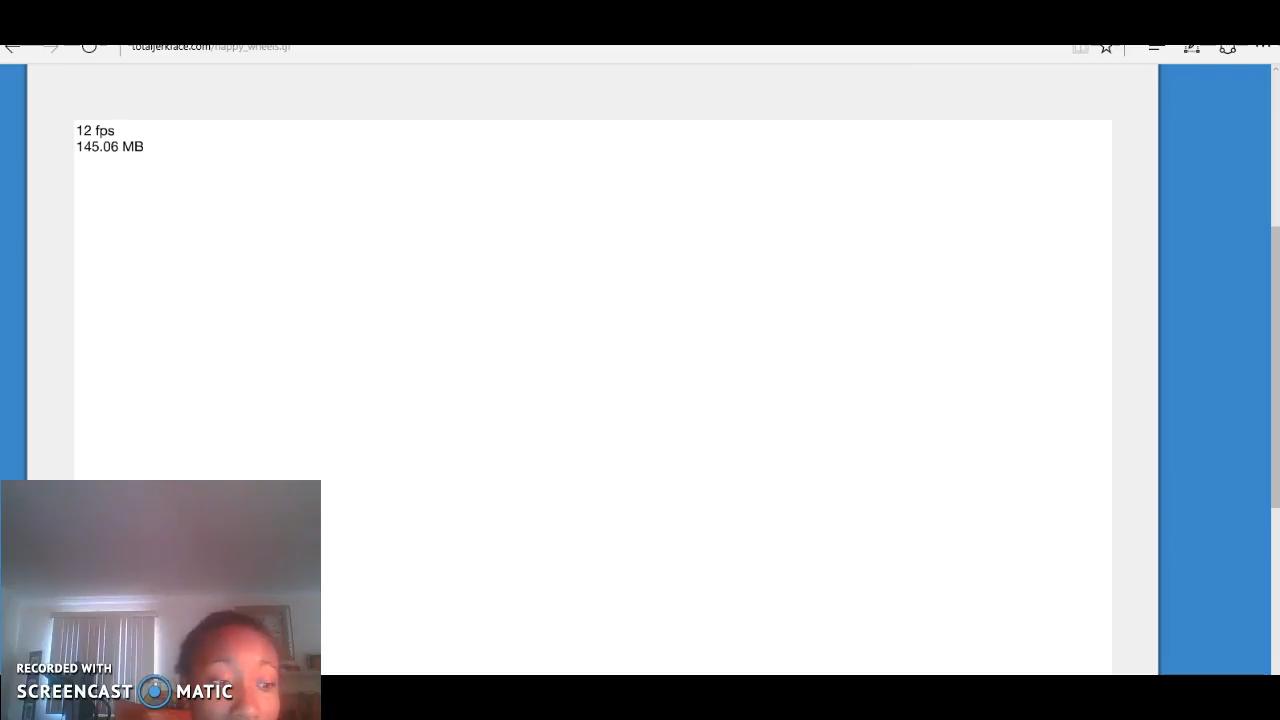 totaljerkface.com/happy_wheels.
12 fps
145.06 MB
RECORDED WITH
SCREENCAST MATIC